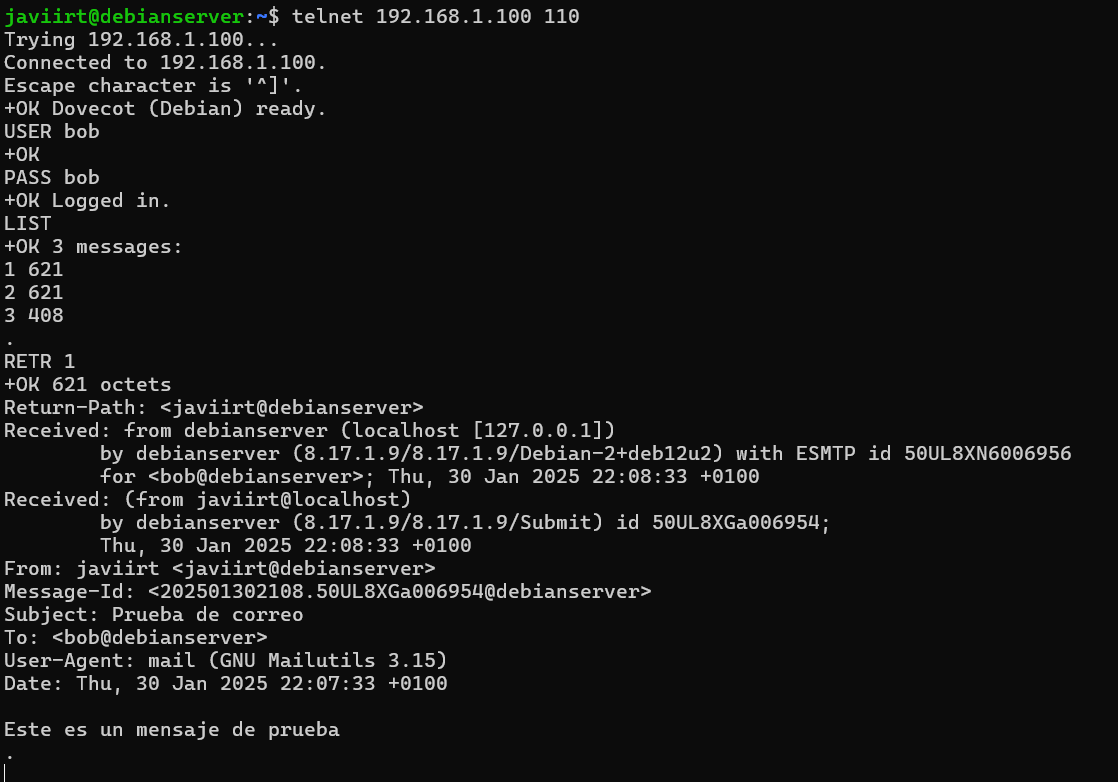 javiirt@debianserver:~$ telnet 192.168.1.100 110
Trying 192.168.1.100...
Connected to 192.168.1.100.
Escape character is '^]'.
+OK Dovecot (Debian) ready.
USER bob
+OK
PASS bob
+OK Logged in.
LIST
+OK 3 messages:
1 621
2 621
3 408
.
RETR 1
+OK 621 octets
Return-Path: <javiirt@debianserver>
Received: from debianserver (localhost [127.0.0.1])
        by debianserver (8.17.1.9/8.17.1.9/Debian-2+deb12u2) with ESMTP id 50UL8XN6006956
        for <bob@debianserver>; Thu, 30 Jan 2025 22:08:33 +0100
Received: (from javiirt@localhost)
        by debianserver (8.17.1.9/8.17.1.9/Submit) id 50UL8XGa006954;
        Thu, 30 Jan 2025 22:08:33 +0100
From: javiirt <javiirt@debianserver>
Message-Id: <202501302108.50UL8XGa006954@debianserver>
Subject: Prueba de correo
To: <bob@debianserver>
User-Agent: mail (GNU Mailutils 3.15)
Date: Thu, 30 Jan 2025 22:07:33 +0100

Este es un mensaje de prueba
.